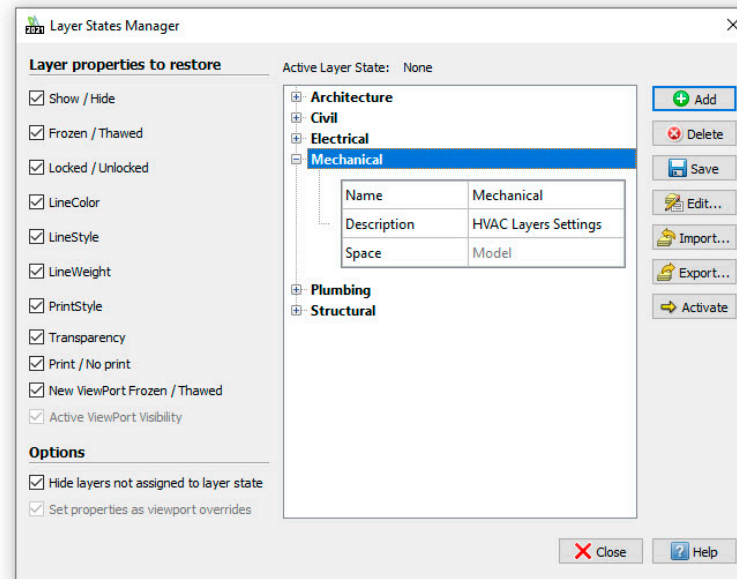 2021
Layer States Manager
Layer properties to restore
Show / Hide
Frozen / Thawed
Locked / Unlocked
LineColor
LineStyle
LineWeight
PrintStyle
Transparency
Print / No print
New ViewPort Frozen / Thawed
Active ViewPort Visibility
Options
Hide layers not assigned to layer state
Set properties as viewport overrides
Active Layer State: None
Architecture
Civil
Electrical
Mechanical
Name Mechanical
Description HVAC Layers Settings
Space Model
Plumbing
Structural
Add
Delete
Save
Edit...
Import...
Export...
Activate
Close
Help